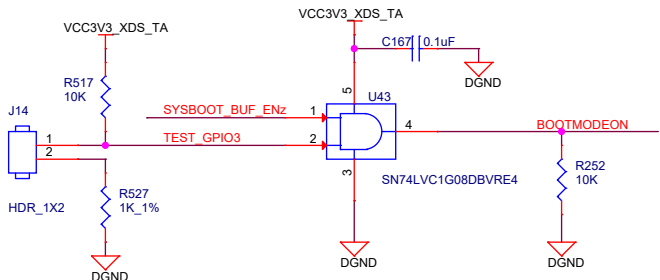 VCC3V3_XDS_TA
VCC3V3_XDS_TA
C167
0.1uF
DGND
R517
10K
5
U43
J14
SYSBOOT_BUF_ENz
1
4
BOOTMODEON
1
TEST_GPIO3
2
2
R252
10K
3
SN74LVC1G08DBVRE4
R527
1K_1%
HDR_1X2
DGND
DGND
DGND